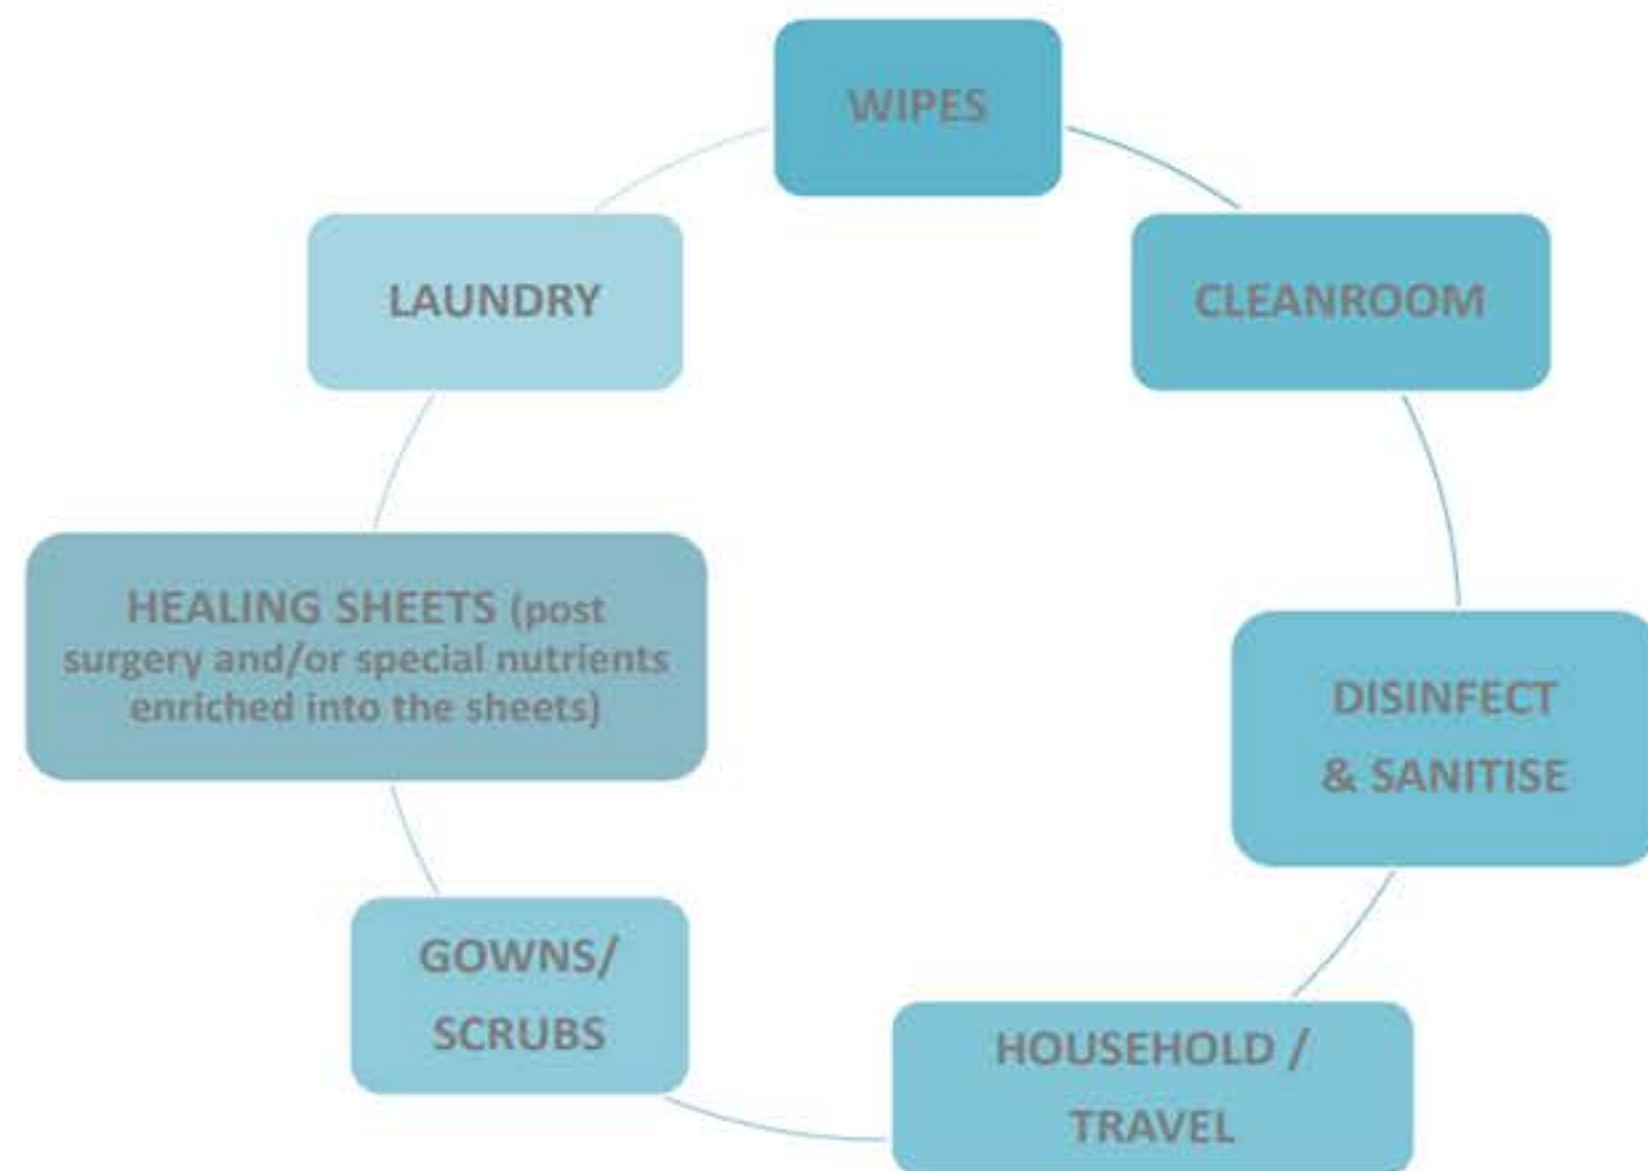 WIPES
CLEANROOM
DISINFECT
& SANITISE
HOUSEHOLD /
TRAVEL
GOWNS/
SCRUBS
HEALING SHEETS (post
surgery and/or special nutrients
enriched into the sheets)
LAUNDRY